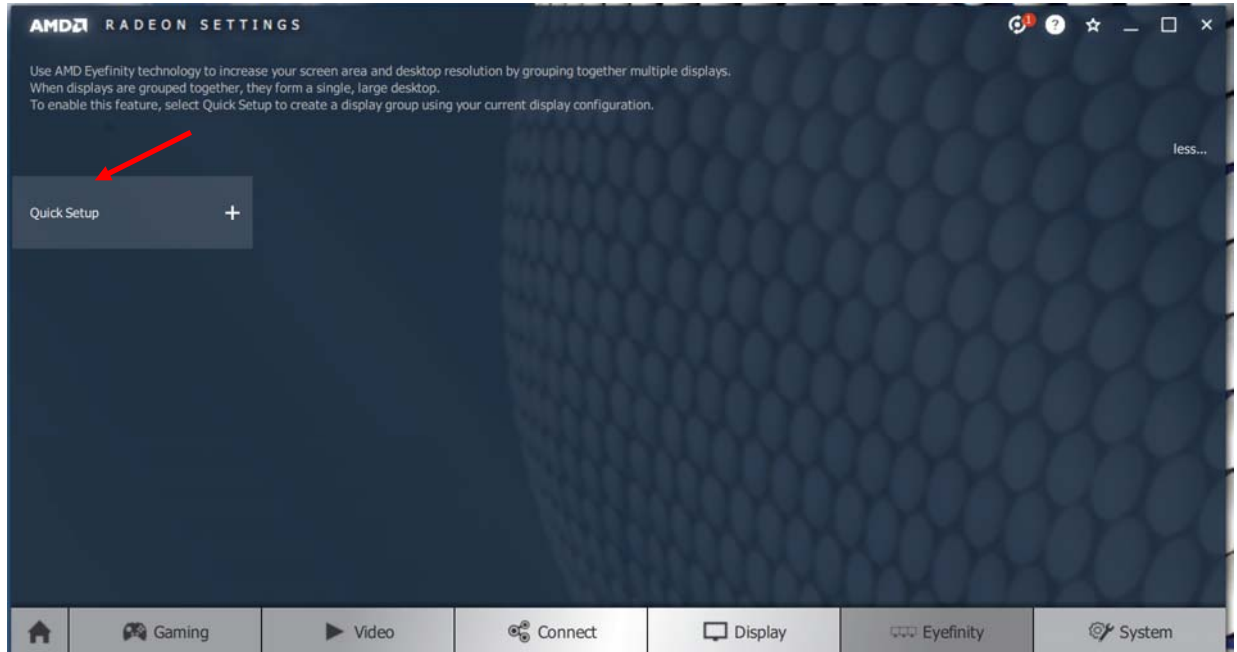 AMD RADEON SETTINGS
1
?
Use AMD Eyefinity technology to increase your screen area and desktop resolution by grouping together multiple displays.
When displays are grouped together, they form a single, large desktop.
To enable this feature, select Quick Setup to create a display group using your current display configuration.
less...
Quick Setup +
Gaming Video Connect Display Eyefinity System